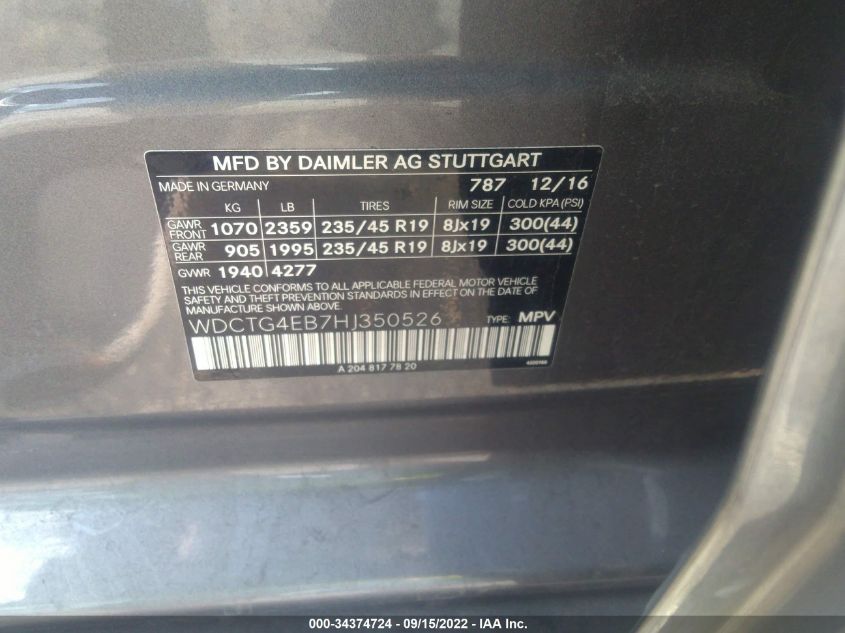 MFD BY DAIMLER AG STUTTGART
MADE IN GERMANY 787 12/16
KG LB TIRES RIM SIZE COLD KPA (PSI)
GAWR FRONT 1070 2359 235/45 R19 8Jx19 300(44)
GAWR REAR 905 1995 235/45 R19 8Jx19 300(44)
GVWR 1940 4277
THIS VEHICLE CONFORMS TO ALL APPLICABLE FEDERAL MOTOR VEHICLE
SAFETY AND THEFT PREVENTION STANDARDS IN EFFECT ON THE DATE OF
MANUFACTURE SHOWN ABOVE.
WDCTG4EB7HJ350526 TYPE: MPV
A 204 817 78 20
000-34374724 - 09/15/2022 - IAA Inc.